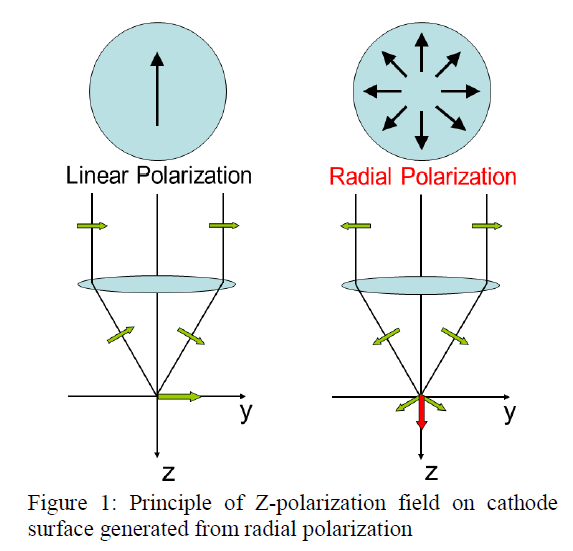 Linear Polarization
Radial Polarization
y
z
y
z
Figure 1: Principle of Z-polarization field on cathode
surface generated from radial polarization